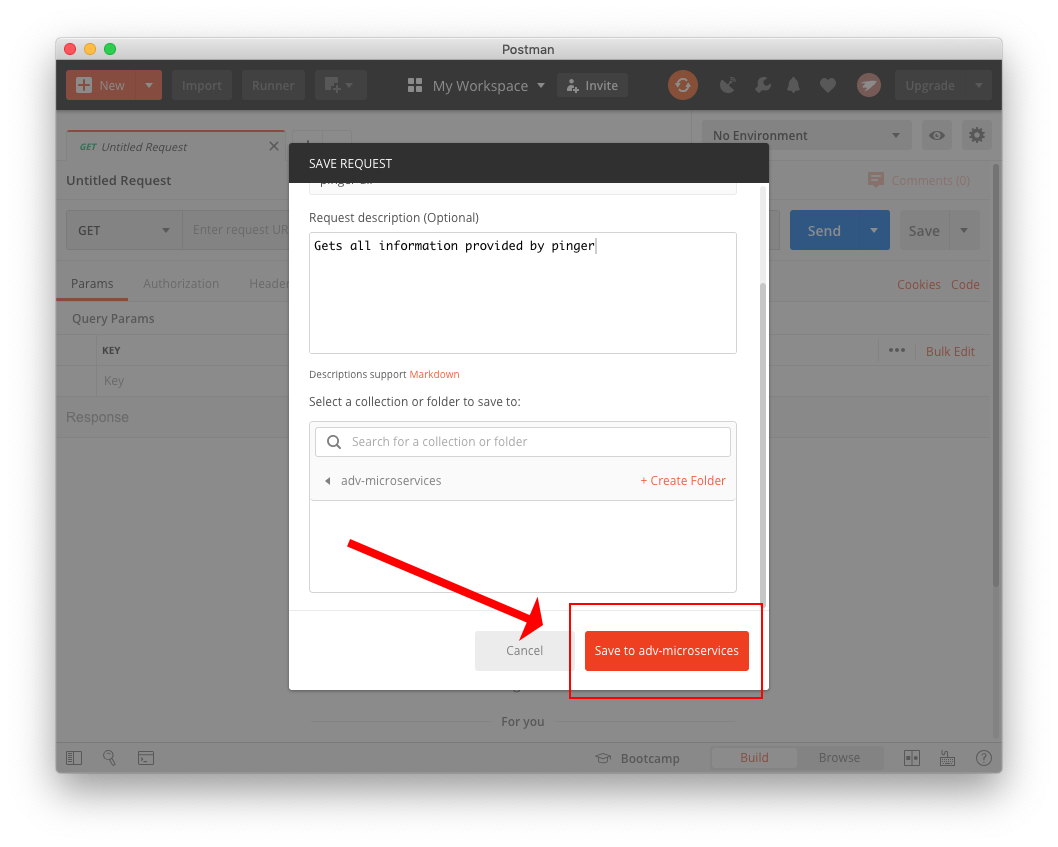 Postman
New
Import
Runner
My Workspace
Invite
Upgrade
GET Untitled Request
No Environment
Untitled Request
Comments (0)
GET
Enter request UR
Send
Save
Params
Authorization
Header
Cookies
Code
Query Params
KEY
Bulk Edit
Key
Response
SAVE REQUEST
Request description (Optional)
Gets all information provided by pinger
Descriptions support Markdown
Select a collection or folder to save to:
Search for a collection or folder
adv-microservices
+ Create Folder
Cancel
Save to adv-microservices
For you
Bootcamp
Build
Browse